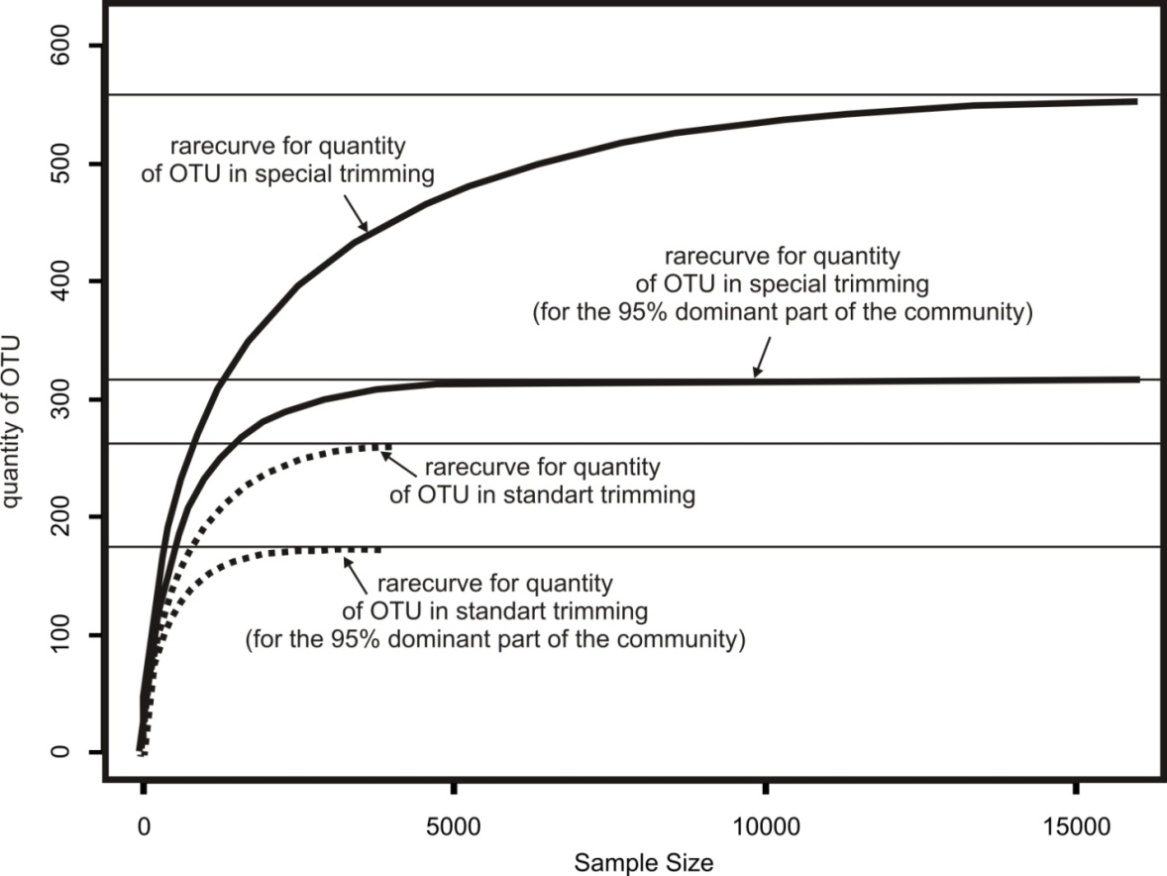 600
500
400
300
200
100
0
quantity of OTU
rarecurve for quantity
of OTU in special trimming
rarecurve for quantity
of OTU in special trimming
(for the 95% dominant part of the community)
rarecurve for quantity
of OTU in standart trimming
rarecurve for quantity
of OTU in standart trimming
(for the 95% dominant part of the community)
0
5000
10000
15000
Sample Size